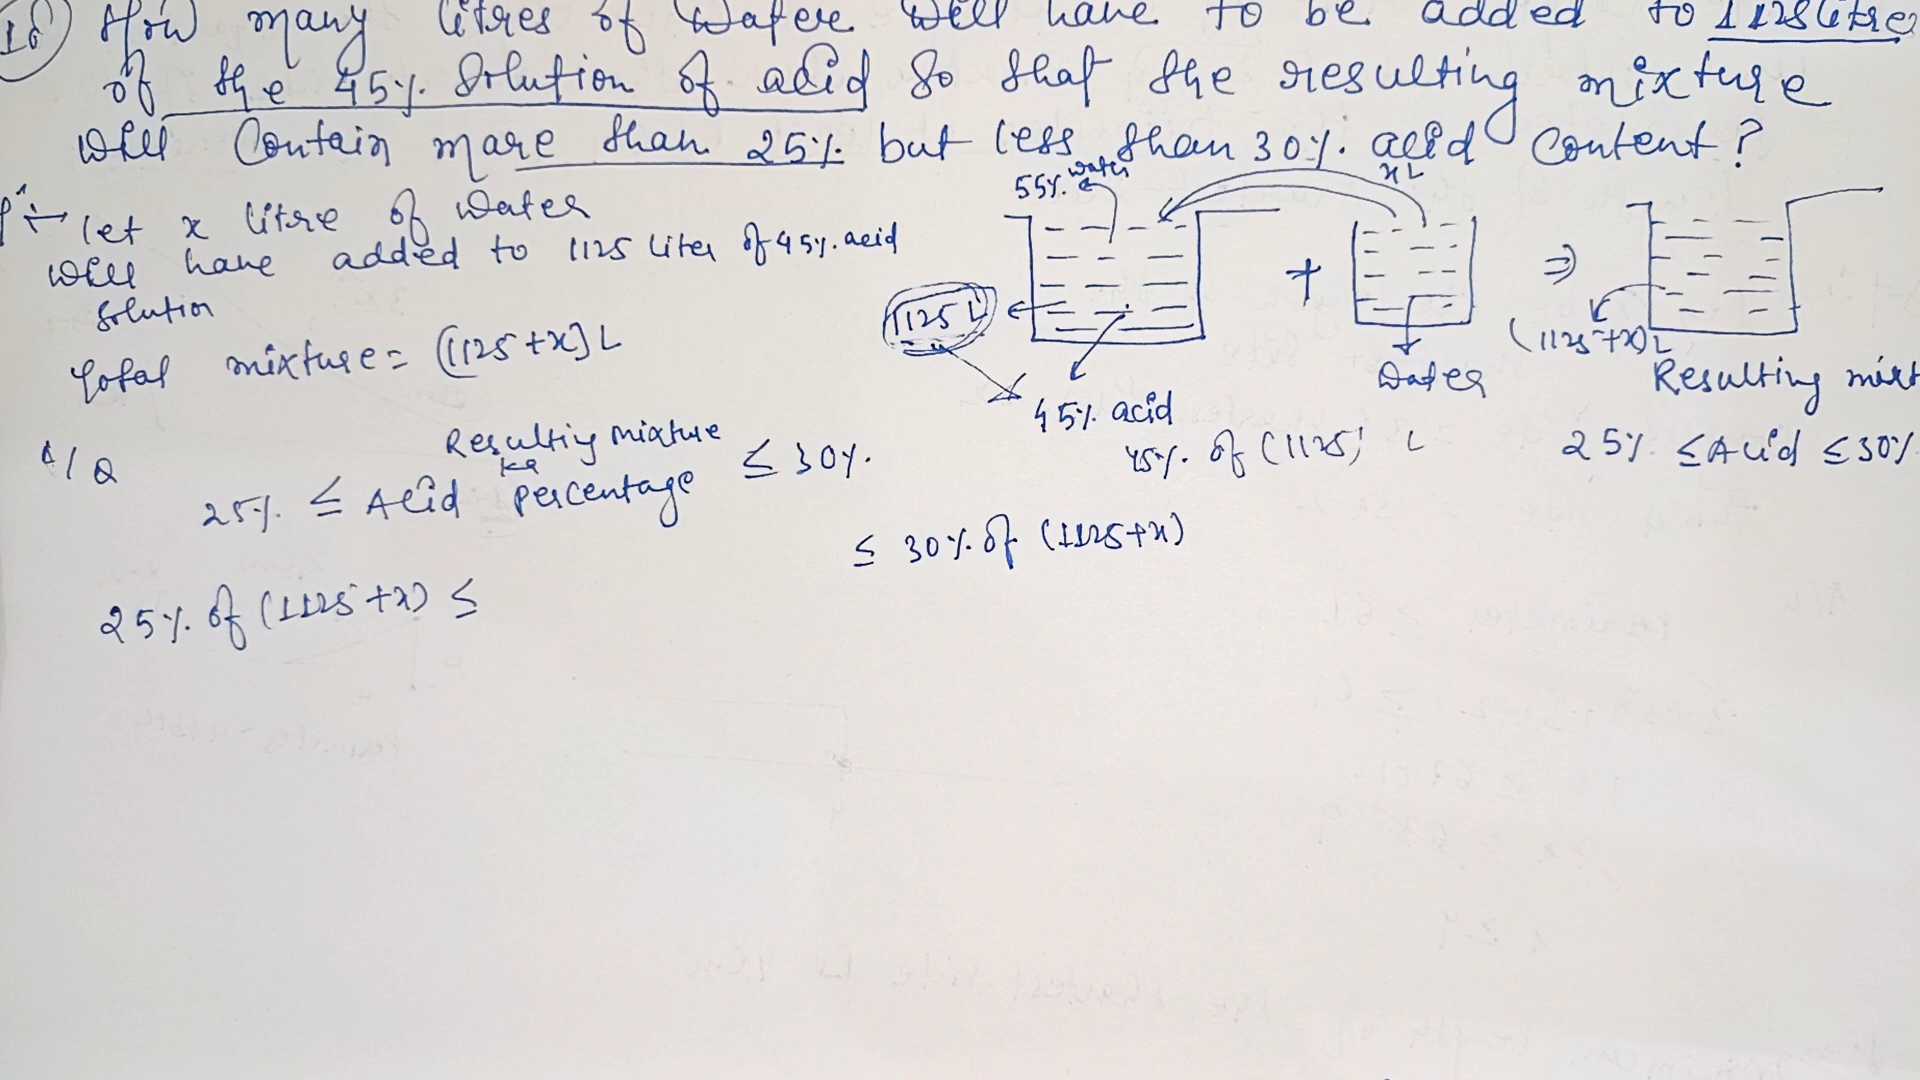 18) How many litres of water will have to be added to 1125 litre
of the 45% Solution of acid so that the resulting mixture
will contain more than 25% but less than 30% acid content?
let x litre of water
will have added to 1125 liter of 45% acid
solution
Total mixture = (1125 + x) L
A/Q
Resulting mixture
ka
25% ≤ Acid percentage ≤ 30%
25% of (1125 + x) ≤
≤ 30% of (1125 + x)
55% water
1125 L
45% acid
45% of (1125) L
x L
+
Water
⇒
(1125 + x) L
Resulting mixt
25% ≤ Acid ≤ 30%